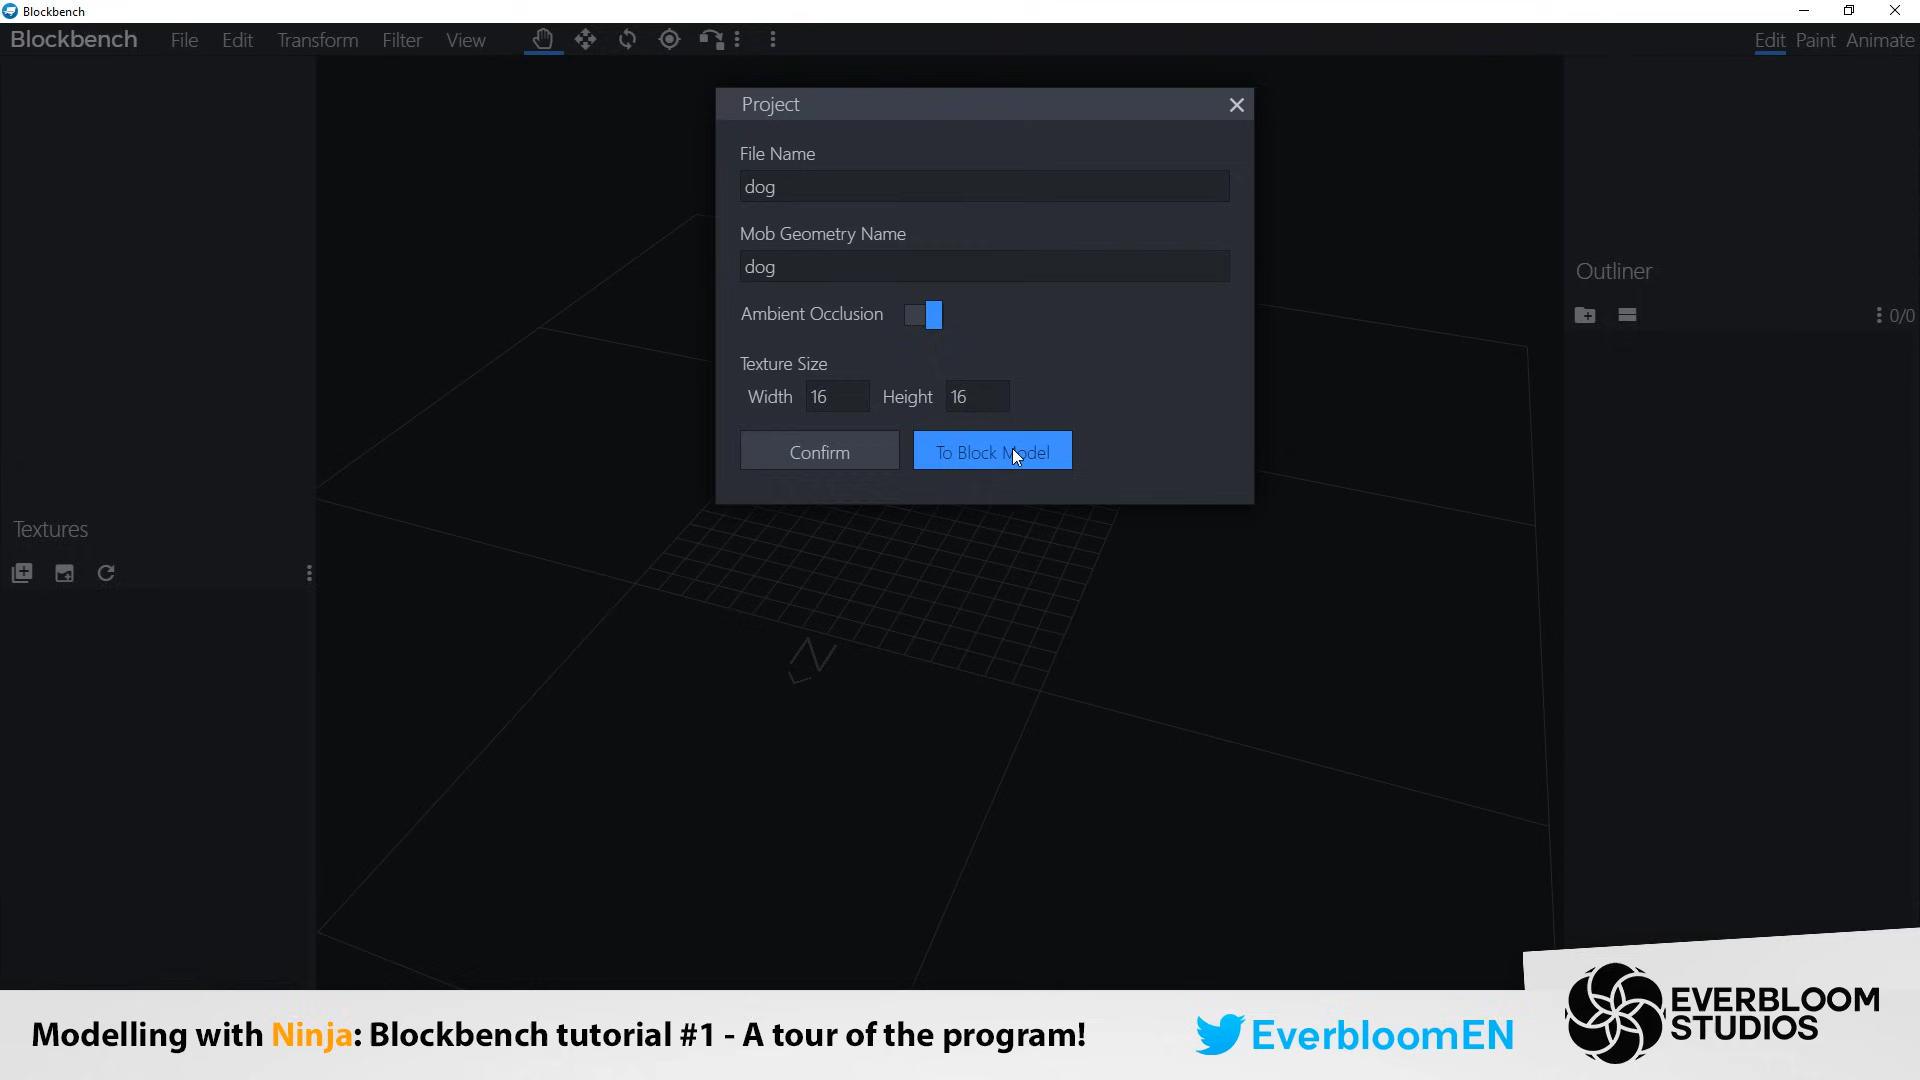 Blockbench
Blockbench File Edit Transform Filter View Edit Paint Animate
Project
File Name
dog
Mob Geometry Name
dog
Ambient Occlusion
Texture Size
Width 16 Height 16
Confirm To Block Model
Outliner
0/0
Textures
N
Modelling with Ninja: Blockbench tutorial #1 - A tour of the program!
EverbloomEN
EVERBLOOM
STUDIOS